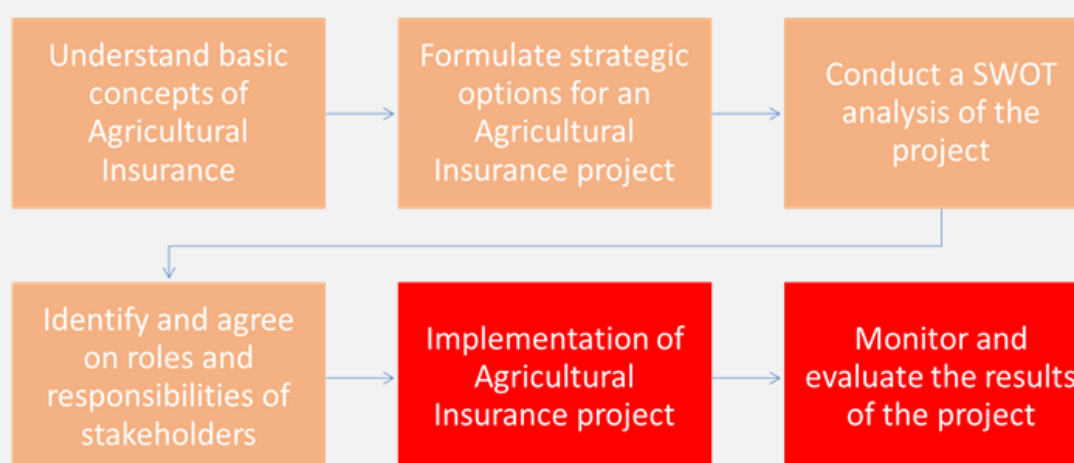 Understand basic
concepts of
Agricultural
Insurance
Formulate strategic
options for an
Agricultural
Insurance project
Conduct a SWOT
analysis of the
project
Identify and agree
on roles and
responsibilities of
stakeholders
Implementation of
Agricultural
Insurance project
Monitor and
evaluate the results
of the project